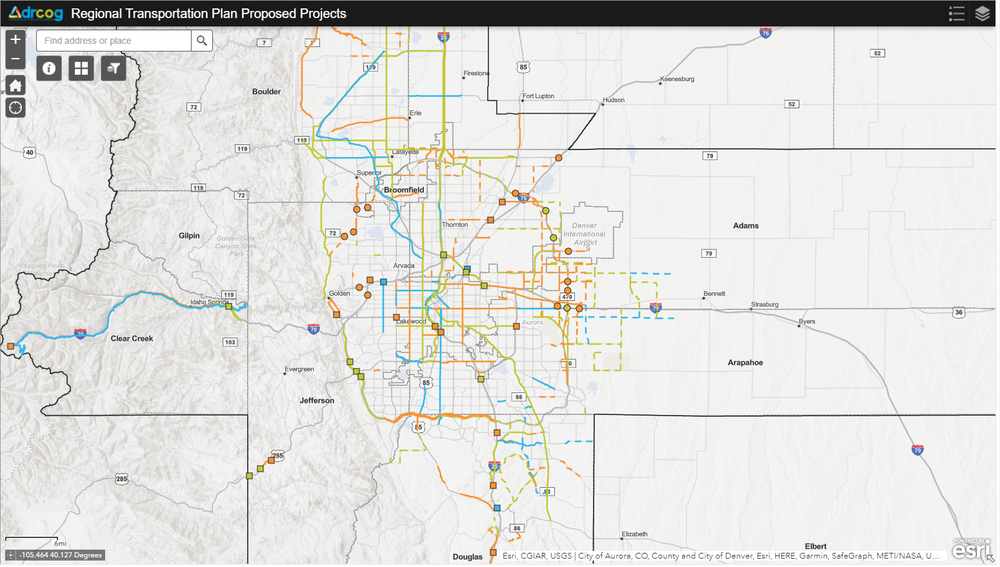 drcog Regional Transportation Plan Proposed Projects
+
Find address or place
−
25
76
7
7
52
119
85
Firestone
Keenesburg
Boulder
Fort Lupton
Hudson
52
72
Erie
119
119
40
Lafayette
79
Superior
119
72
Broomfield
76
Thornton
Denver
International
Airport
Adams
72
Gilpin
Golden Gate
Canyon State
Park
79
Vasquez Peak
Wilderness
Arvada
Golden
119
Idaho Springs
470
Bennett
Strasburg
70
36
Lakewood
Aurora
Byers
70
70
Clear Creek
103
Arapahoe
30
Evergreen
85
88
Jefferson
85
70
285
25
285
83
86
Elizabeth
6mi
Elbert
-105.464 40.127 Degrees
Douglas
Esri, CGIAR, USGS | City of Aurora, CO, County and City of Denver, Esri, HERE, Garmin, SafeGraph, METI/NASA, U...
POWERED BY
esri